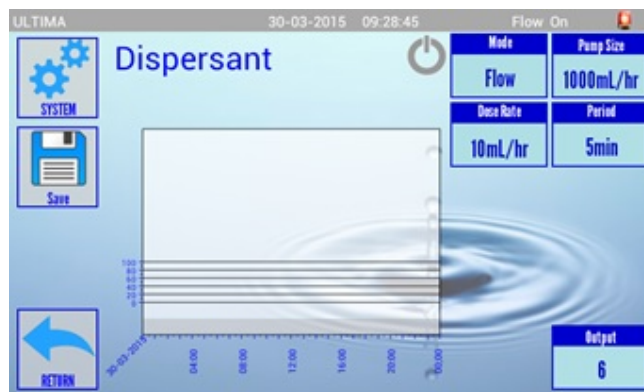 ULTIMA 30-03-2015 09:28:45 Flow On
SYSTEM
Dispersant
Mode
Flow
Pump Size
1000mL/hr
Dose Rate
10mL/hr
Period
5min
Save
100
80
60
40
20
0
30-03-2015 04:00 08:00 12:00 16:00 20:00 00:00
RETURN
Output
6